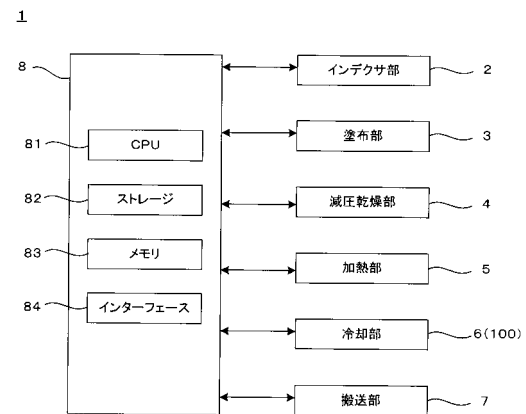 1
8
インデクサ部 2
81 CPU
塗布部 3
82 ストレージ
減圧乾燥部 4
83 メモリ
加熱部 5
84 インターフェース
冷却部 6(100)
搬送部 7